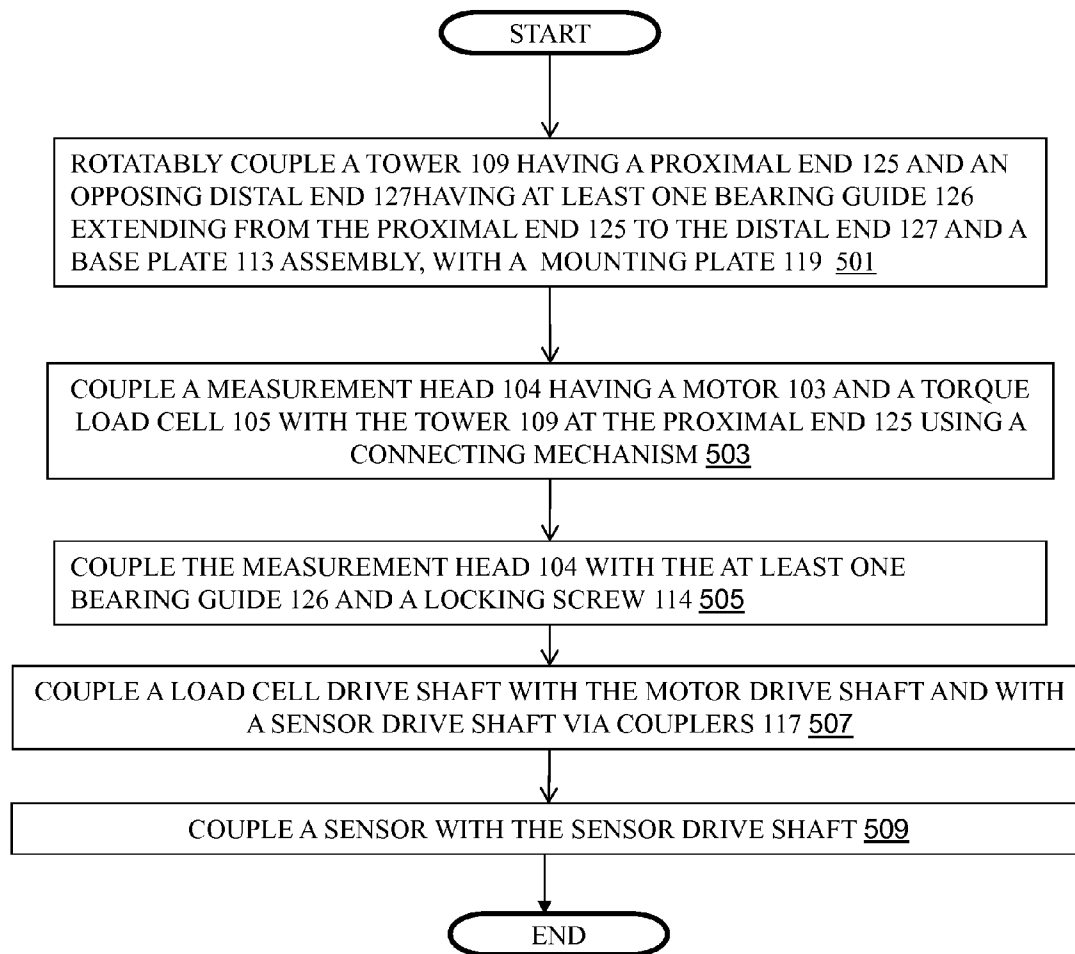 START
ROTATABLY COUPLE A TOWER 109 HAVING A PROXIMAL END 125 AND AN
OPPOSING DISTAL END 127HAVING AT LEAST ONE BEARING GUIDE 126
EXTENDING FROM THE PROXIMAL END 125 TO THE DISTAL END 127 AND A
BASE PLATE 113 ASSEMBLY, WITH A MOUNTING PLATE 119 501
COUPLE A MEASUREMENT HEAD 104 HAVING A MOTOR 103 AND A TORQUE
LOAD CELL 105 WITH THE TOWER 109 AT THE PROXIMAL END 125 USING A
CONNECTING MECHANISM 503
COUPLE THE MEASUREMENT HEAD 104 WITH THE AT LEAST ONE
BEARING GUIDE 126 AND A LOCKING SCREW 114 505
COUPLE A LOAD CELL DRIVE SHAFT WITH THE MOTOR DRIVE SHAFT AND WITH
A SENSOR DRIVE SHAFT VIA COUPLERS 117 507
COUPLE A SENSOR WITH THE SENSOR DRIVE SHAFT 509
END